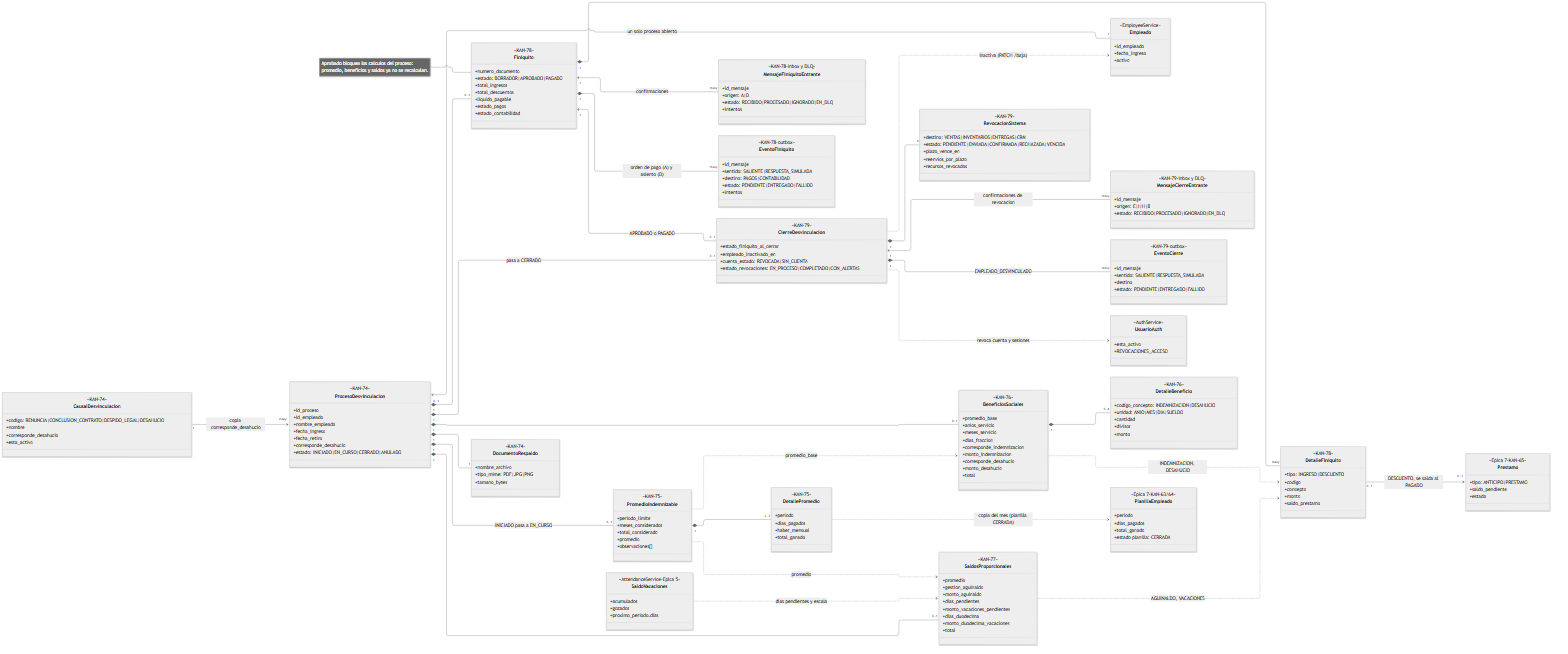 «KAN-74»
CausalDesvinculacion
+codigo: RENUNCIA|CONCLUSION_CONTRATO|DESPIDO_LEGAL|DESAHUCIO
+nombre
+corresponde_desahucio
+esta_activo
copia
corresponde_desahucio
many
«KAN-74»
ProcesoDesvinculacion
+id_proceso
+id_empleado
+nombre_empleado
+fecha_ingreso
+fecha_retiro
+corresponde_desahucio
+estado: INICIADO|EN_CURSO|CERRADO|ANULADO
Aprobado bloquea los calculos del proceso:
promedio, beneficios y saldos ya no se recalculan.
«KAN-78»
Finiquito
+numero_documento
+estado: BORRADOR|APROBADO|PAGADO
+total_ingresos
+total_descuentos
+liquido_pagable
+estado_pagos
+estado_contabilidad
un solo proceso abierto
confirmaciones
many
«KAN-78-inbox y DLQ»
MensajeFiniquitoEntrante
+id_mensaje
+origen: A|D
+estado: RECIBIDO|PROCESADO|IGNORADO|EN_DLQ
+intentos
orden de pago (A) y
asiento (D)
many
«KAN-78-outbox»
EventoFiniquito
+id_mensaje
+sentido: SALIENTE|RESPUESTA_SIMULADA
+destino: PAGOS|CONTABILIDAD
+estado: PENDIENTE|ENTREGADO|FALLIDO
+intentos
APROBADO o PAGADO
pasa a CERRADO
«KAN-79»
CierreDesvinculacion
+estado_finiquito_al_cerrar
+empleado_inactivado_en
+cuenta_estado: REVOCADA|SIN_CUENTA
+estado_revocaciones: EN_PROCESO|COMPLETADO|CON_ALERTAS
«EmployeeService»
Empleado
+id_empleado
+fecha_ingreso
+activo
inactiva (PATCH /baja)
«KAN-79»
RevocacionSistema
+destino: VENTAS|INVENTARIOS|ENTREGAS|CRM
+estado: PENDIENTE|ENVIADA|CONFIRMADA|RECHAZADA|VENCIDA
+plazo_vence_en
+reenvios_por_plazo
+recursos_revocados
confirmaciones de
revocacion
many
«KAN-79-inbox y DLQ»
MensajeCierreEntrante
+id_mensaje
+estado: RECIBIDO|PROCESADO|IGNORADO|EN_DLQ
EMPLEADO_DESVINCULADO
many
«KAN-79-outbox»
EventoCierre
+id_mensaje
+sentido: SALIENTE|RESPUESTA_SIMULADA
+destino
+estado: PENDIENTE|ENTREGADO|FALLIDO
revoca cuenta y sesiones
«AuthService»
UsuarioAuth
+esta_activo
+REVOCACIONES_ACCESO
«KAN-74»
DocumentoRespaldo
+nombre_archivo
+tipo_mime: PDF|JPG|PNG
+tamano_bytes
INICIADO pasa a EN_CURSO
«KAN-75»
PromedioIndemnizable
+periodo_limite
+meses_considerados
+total_considerado
+promedio
+observaciones[]
promedio_base
promedio
«KAN-75»
DetallePromedio
+periodo
+dias_pagados
+haber_mensual
+total_ganado
«AttendanceService-Epica 5»
SaldoVacaciones
+acumulados
+gozados
+proximo_periodo.dias
dias pendientes y escala
«KAN-76»
BeneficiosSociales
+promedio_base
+anios_servicio
+meses_servicio
+dias_fraccion
+corresponde_indemnizacion
+monto_indemnizacion
+corresponde_desahucio
+monto_desahucio
+total
«KAN-76»
DetalleBeneficio
+codigo_concepto: INDEMNIZACION|DESAHUCIO
+unidad: ANIO|MES|DIA|SUELDO
+cantidad
+divisor
+monto
INDEMNIZACION,
DESAHUCIO
copia del mes (planilla
CERRADA)
«Epica 7-KAN-63/64»
PlanillaEmpleado
+periodo
+dias_pagados
+total_ganado
+estado planilla: CERRADA
«KAN-77»
SaldosProporcionales
+promedio
+gestion_aguinaldo
+monto_aguinaldo
+dias_pendientes
+monto_vacaciones_pendientes
+dias_duodecima
+monto_duodecima_vacaciones
+total
AGUINALDO, VACACIONES
many
«KAN-78»
DetalleFiniquito
+tipo: INGRESO|DESCUENTO
+codigo
+concepto
+monto
+saldo_prestamo
DESCUENTO, se salda al
PAGADO
«Epica 7-KAN-65»
Prestamo
+tipo: ANTICIPO|PRESTAMO
+saldo_pendiente
+estado